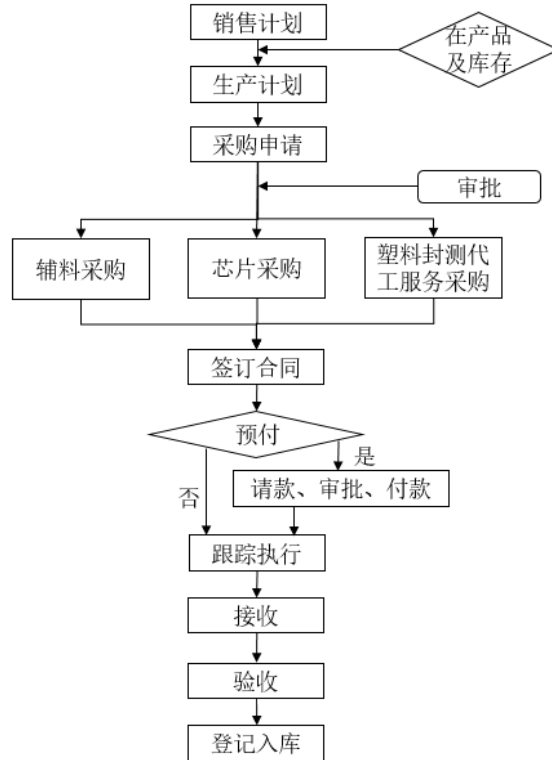 销售计划
在产品
及库存
生产计划
采购申请
审批
辅料采购
芯片采购
塑料封测代
工服务采购
签订合同
预付
是
否
请款、审批、付款
跟踪执行
接收
验收
登记入库